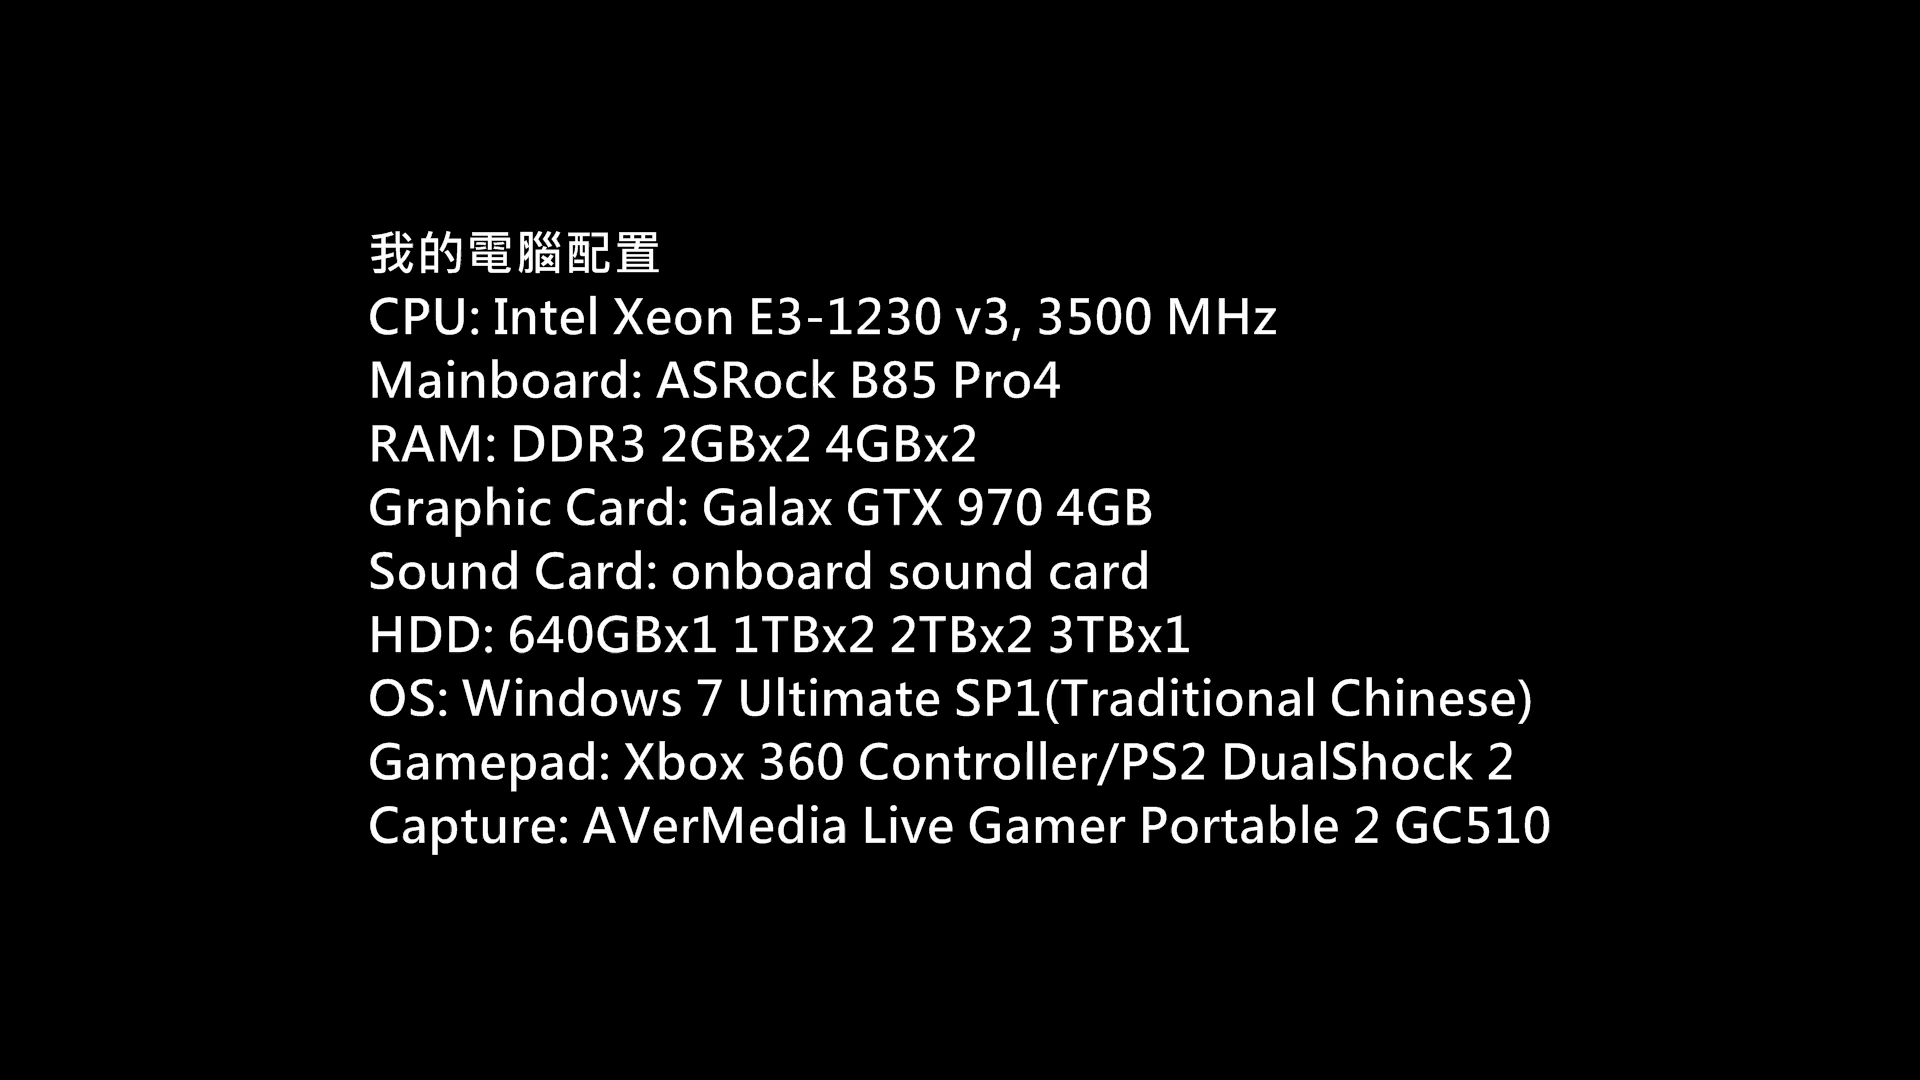 我的電腦配置
CPU: Intel Xeon E3-1230 v3, 3500 MHz
Mainboard: ASRock B85 Pro4
RAM: DDR3 2GBx2 4GBx2
Graphic Card: Galax GTX 970 4GB
Sound Card: onboard sound card
HDD: 640GBx1 1TBx2 2TBx2 3TBx1
OS: Windows 7 Ultimate SP1(Traditional Chinese)
Gamepad: Xbox 360 Controller/PS2 DualShock 2
Capture: AVerMedia Live Gamer Portable 2 GC510